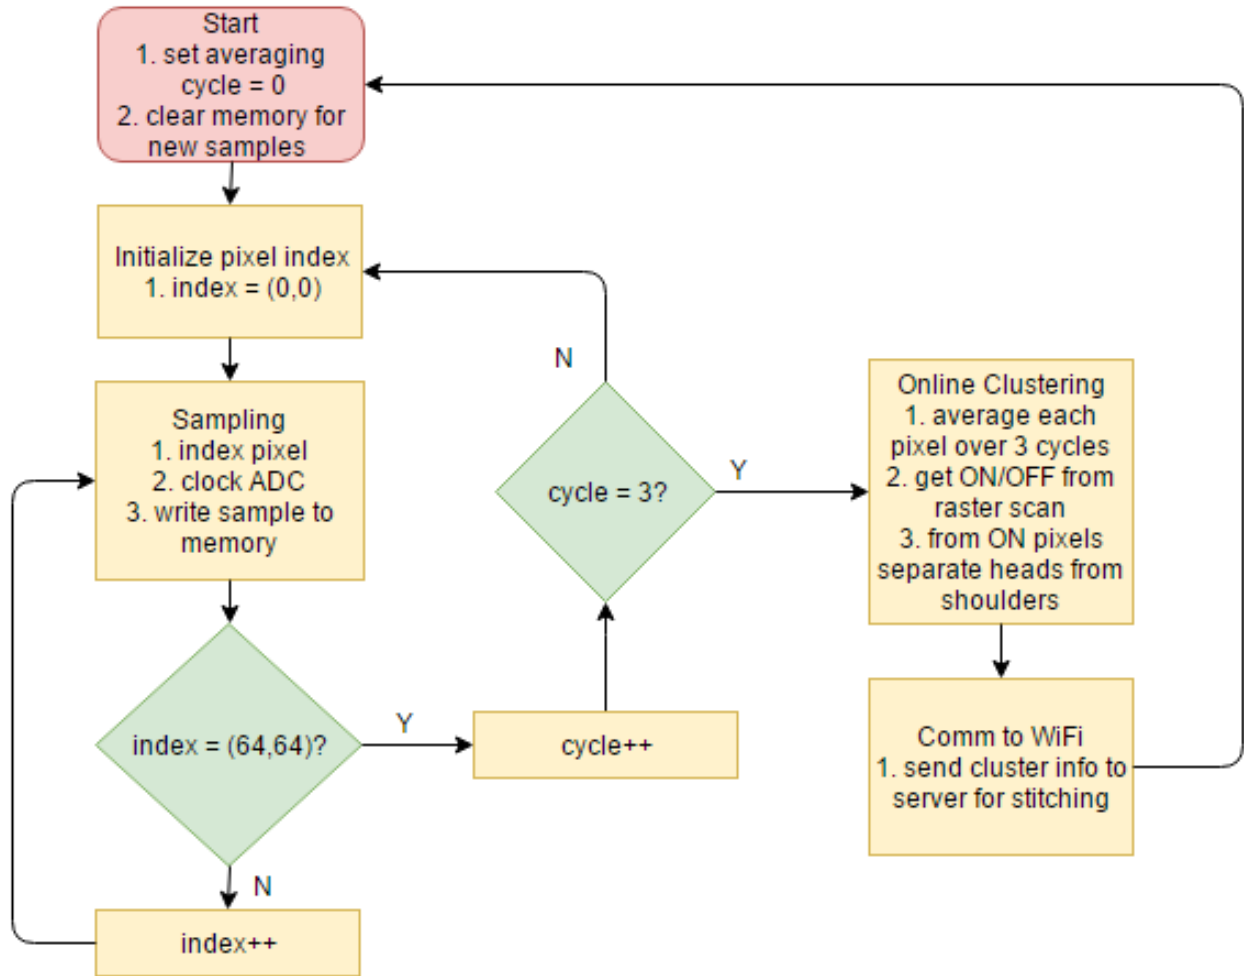 Start
1. set averaging
cycle = 0
2. clear memory for
new samples
Initialize pixel index
1. index = (0,0)
Sampling
1. index pixel
2. clock ADC
3. write sample to
memory
index = (64,64)?
Y
N
index++
cycle++
cycle = 3?
N
Y
Online Clustering
1. average each
pixel over 3 cycles
2. get ON/OFF from
raster scan
3. from ON pixels
separate heads from
shoulders
Comm to WiFi
1. send cluster info to
server for stitching